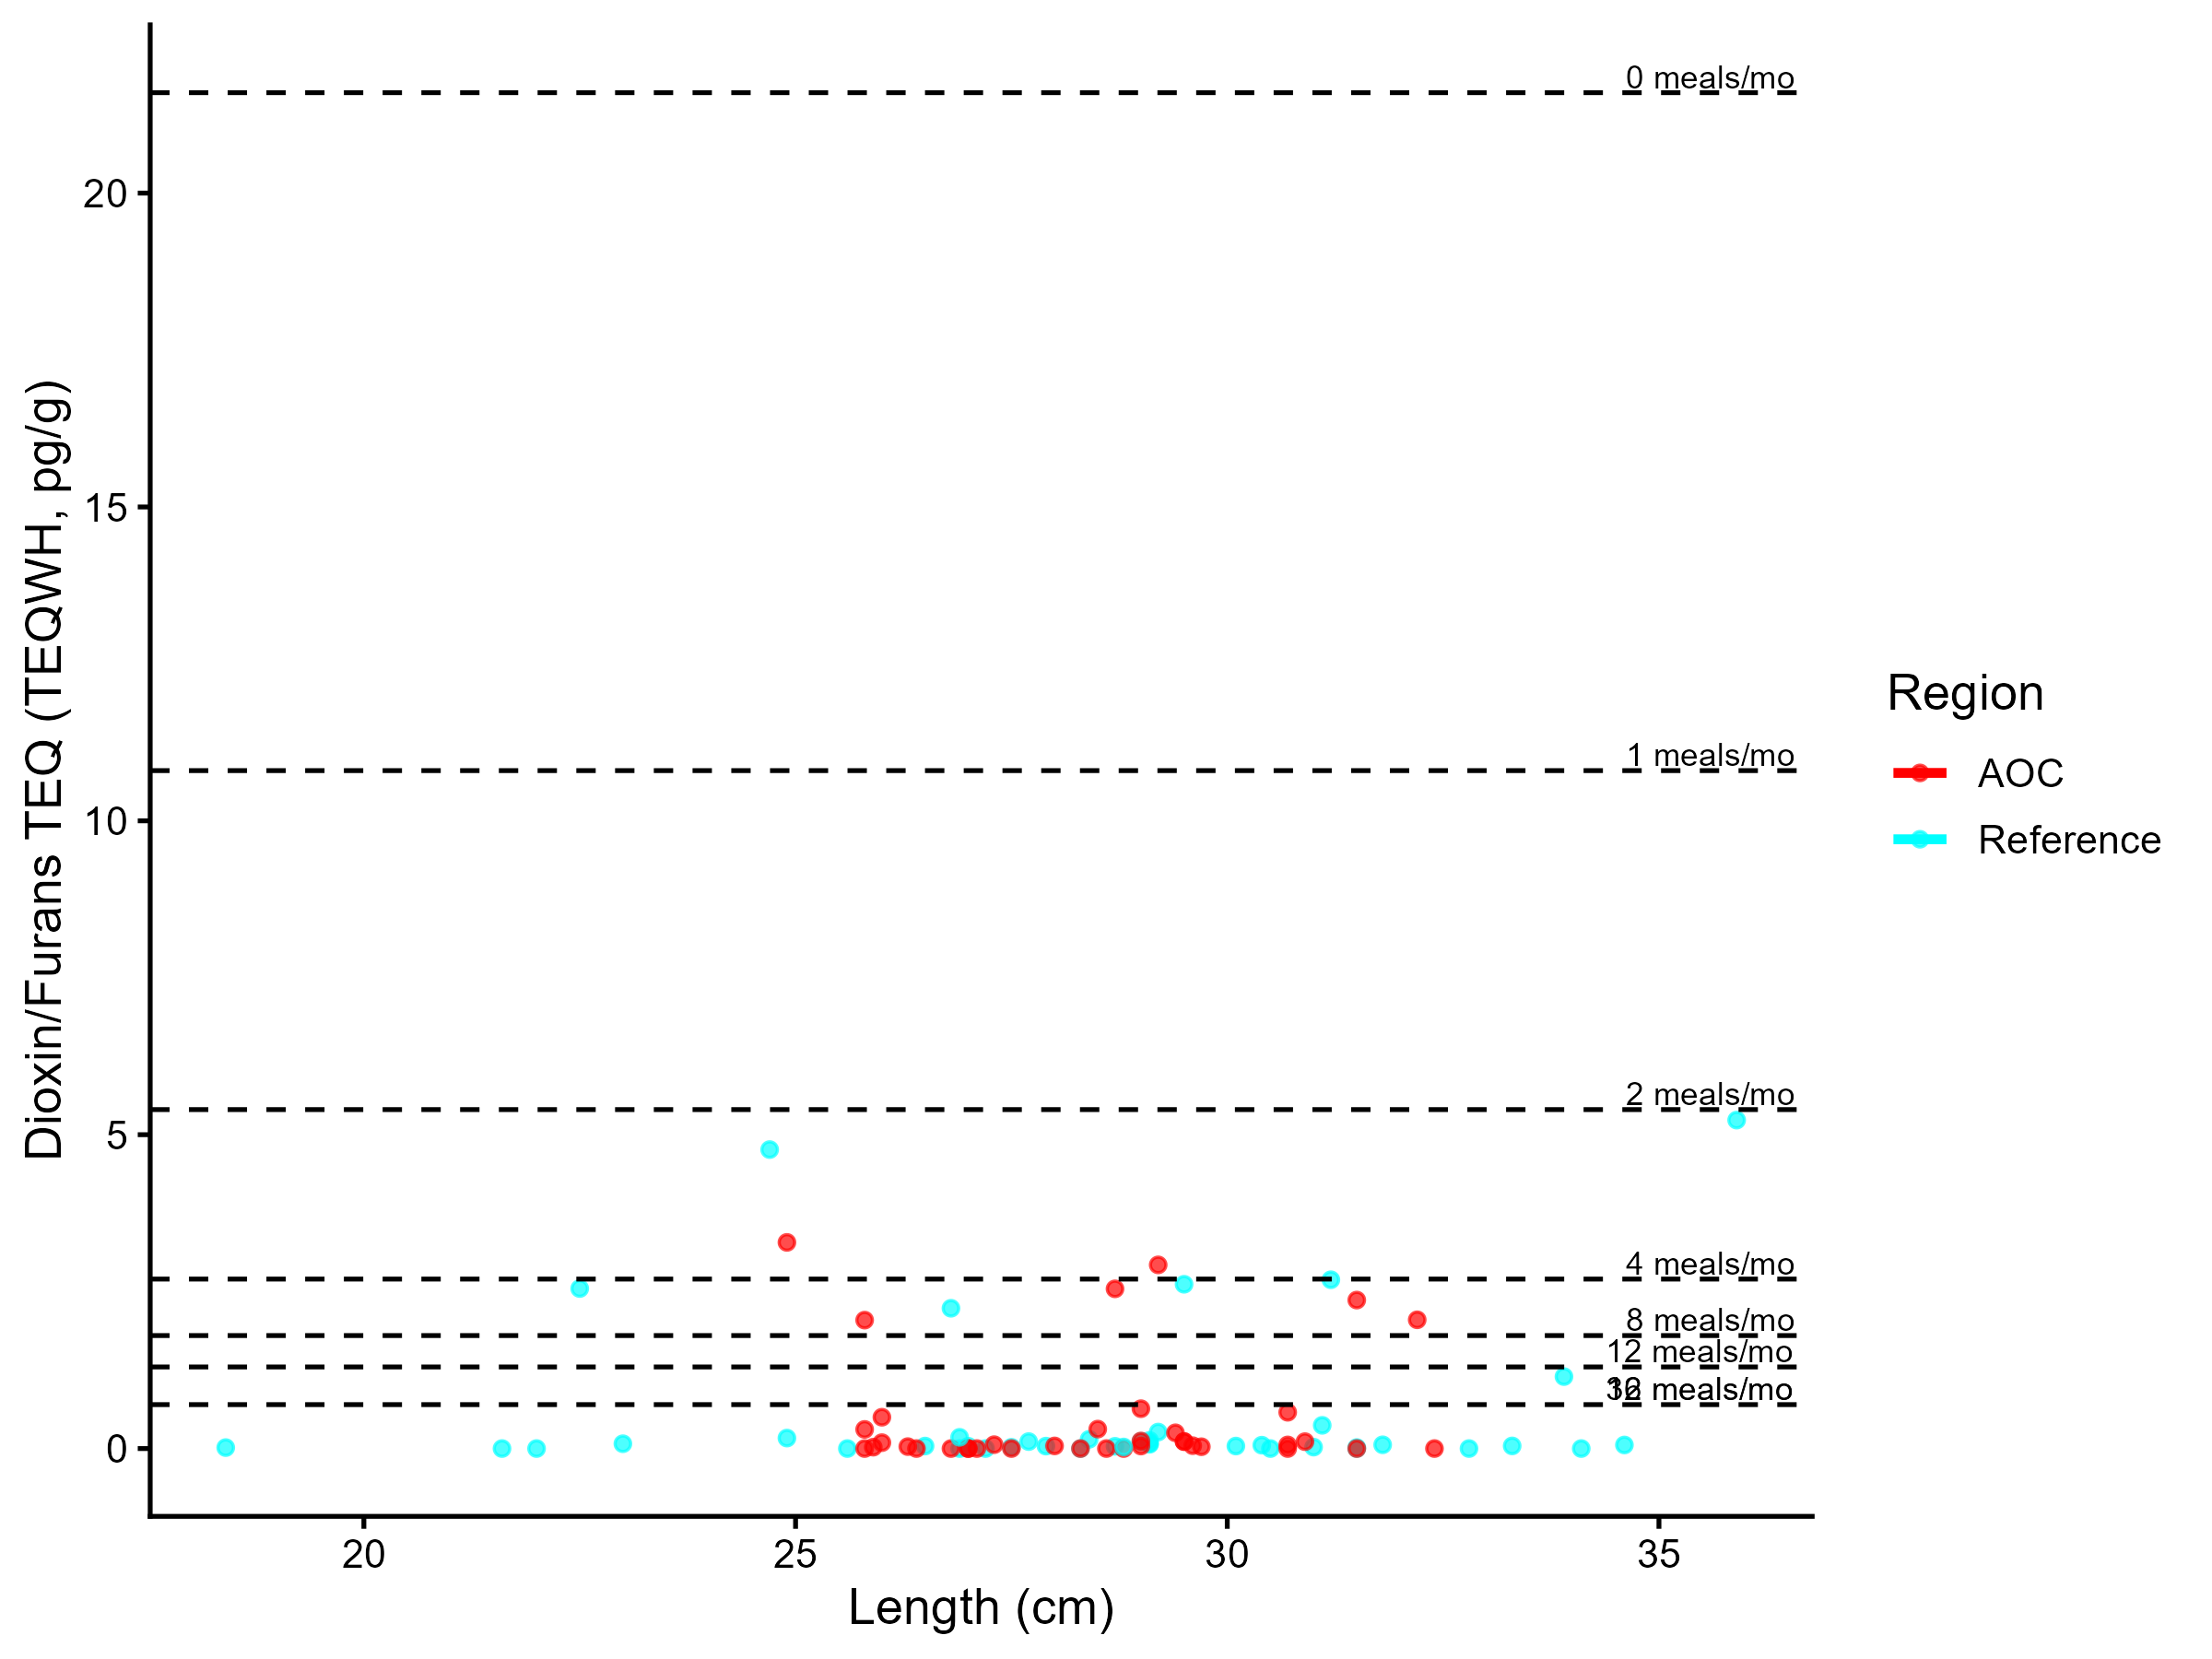 0 meals/mo
20
15
1 meals/mo
10
2 meals/mo
5
4 meals/mo
8 meals/mo
12 meals/mo
meals/mo
0
20
25
30
35
Length (cm)
Dioxin/Furans TEQ (TEQWH, pg/g)
Region
AOC
Reference